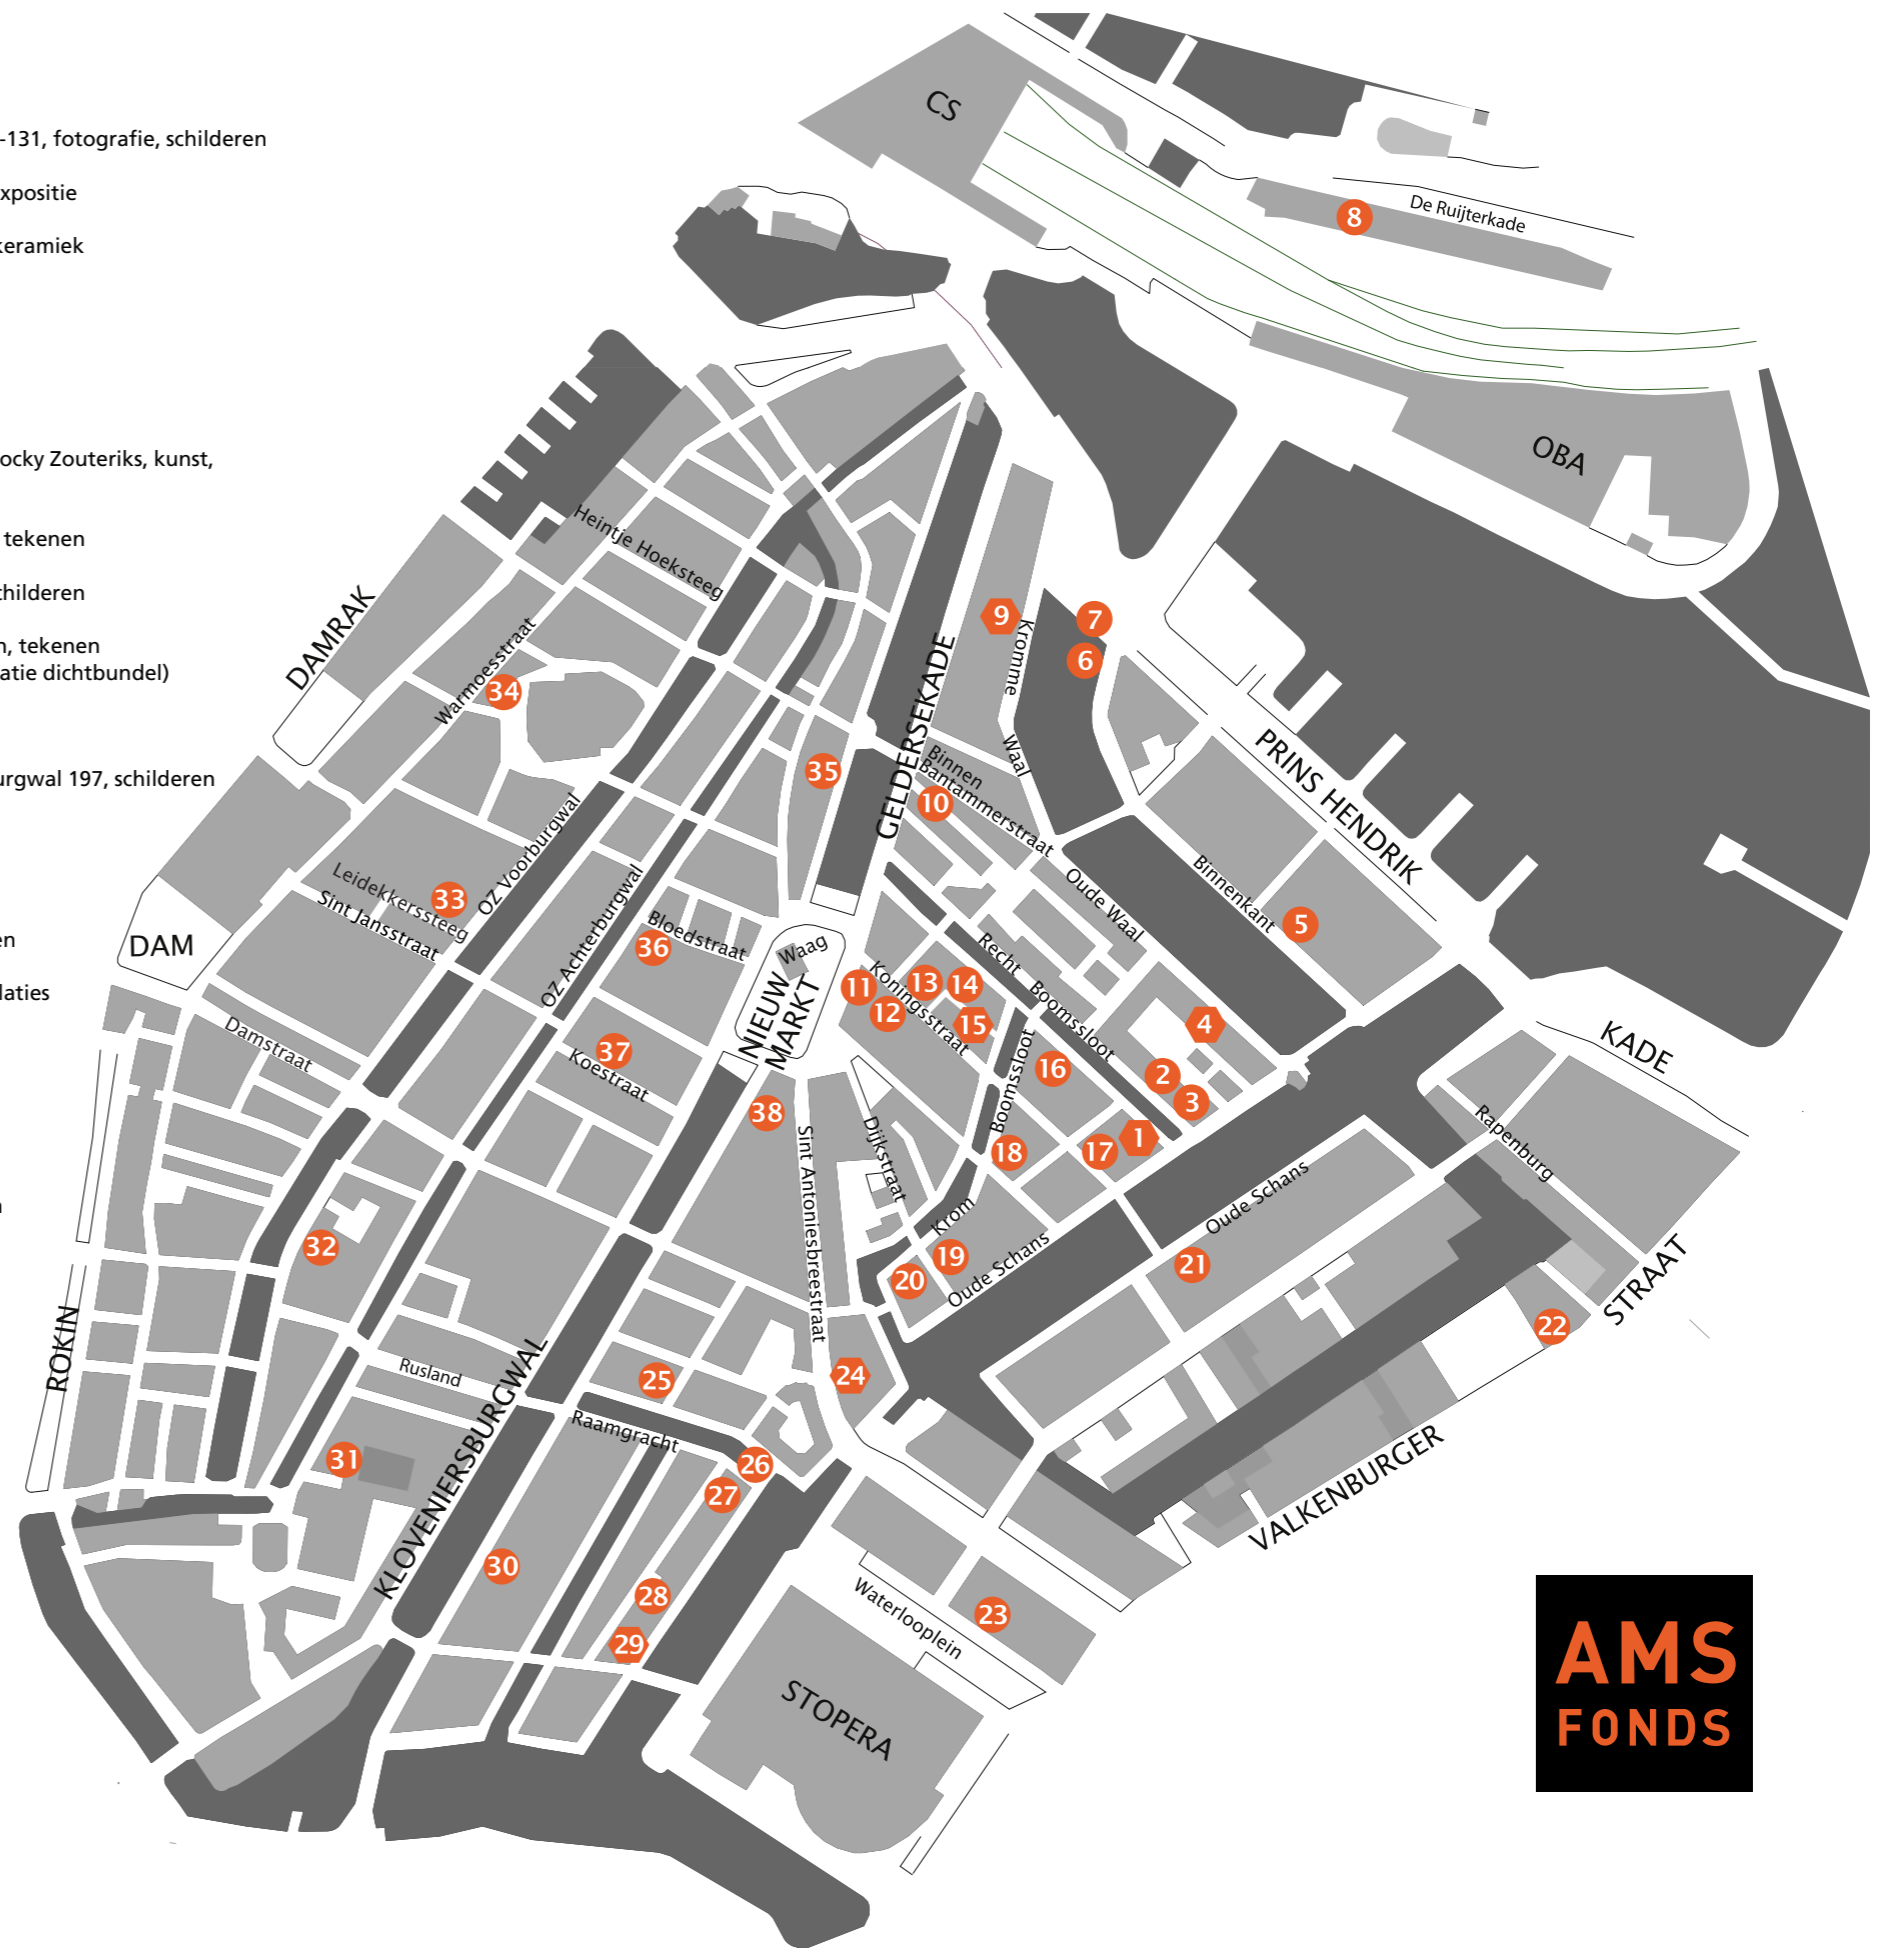 -131, fotografie, schilderen
xpositie
keramiek
ocky Zouteriks, kunst,
tekenen
childeren
n, tekenen
atie dichtbundel)
urgwal 197, schilderen
en
laties
CS
8
De Ruijterkade
OBA
Heintje Hoeksteeg
DAMRAK
Warmoesstraat
34
9
Kromme
Waal
7
6
GELDERSEKADE
PRINS HENDRIK
KADE
35
Binnen
Bantammerstraat
10
Oude Waal
Binnenkant
5
OZ Voorburgwal
Leidekkerssteeg
33
Sint Jansstraat
OZ Achterburgwal
Bloedstraat
36
DAM
Waag
NIEUW
MARKT
11
12
13
14
15
Koningsstraat
Recht
Boomssloot
4
2
3
Damstraat
37
Koestraat
38
Sint Antoniesbreestraat
Dijkstraat
Boomssloot
Krom
16
18
17
1
Rapenburg
32
19
20
Oude Schans
Oude Schans
21
22
STRAAT
VALKENBURGER
ROKIN
Rusland
KLOVENIERSBURGWAL
25
24
Raamgracht
31
26
27
30
28
29
Waterlooplein
23
STOPERA
AMS
FONDS